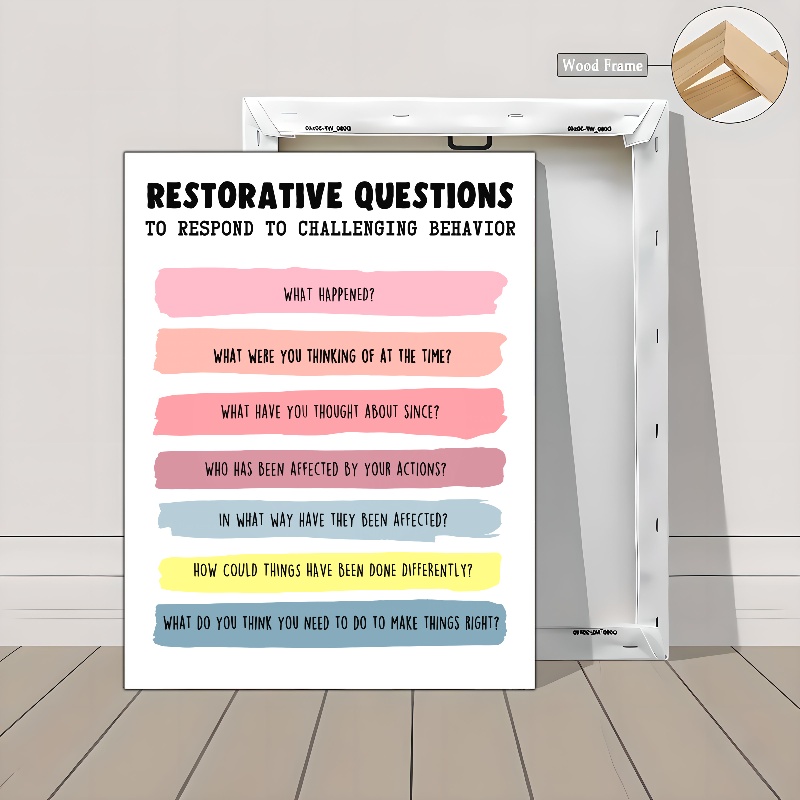 Wood Frame
RESTORATIVE QUESTIONS
TO RESPOND TO CHALLENGING BEHAVIOR
WHAT HAPPENED?
WHAT WERE YOU THINKING OF AT THE TIME?
WHAT HAVE YOU THOUGHT ABOUT SINCE?
WHO HAS BEEN AFFECTED BY YOUR ACTIONS?
IN WHAT WAY HAVE THEY BEEN AFFECTED?
HOW COULD THINGS HAVE BEEN DONE DIFFERENTLY?
WHAT DO YOU THINK YOU NEED TO DO TO MAKE THINGS RIGHT?